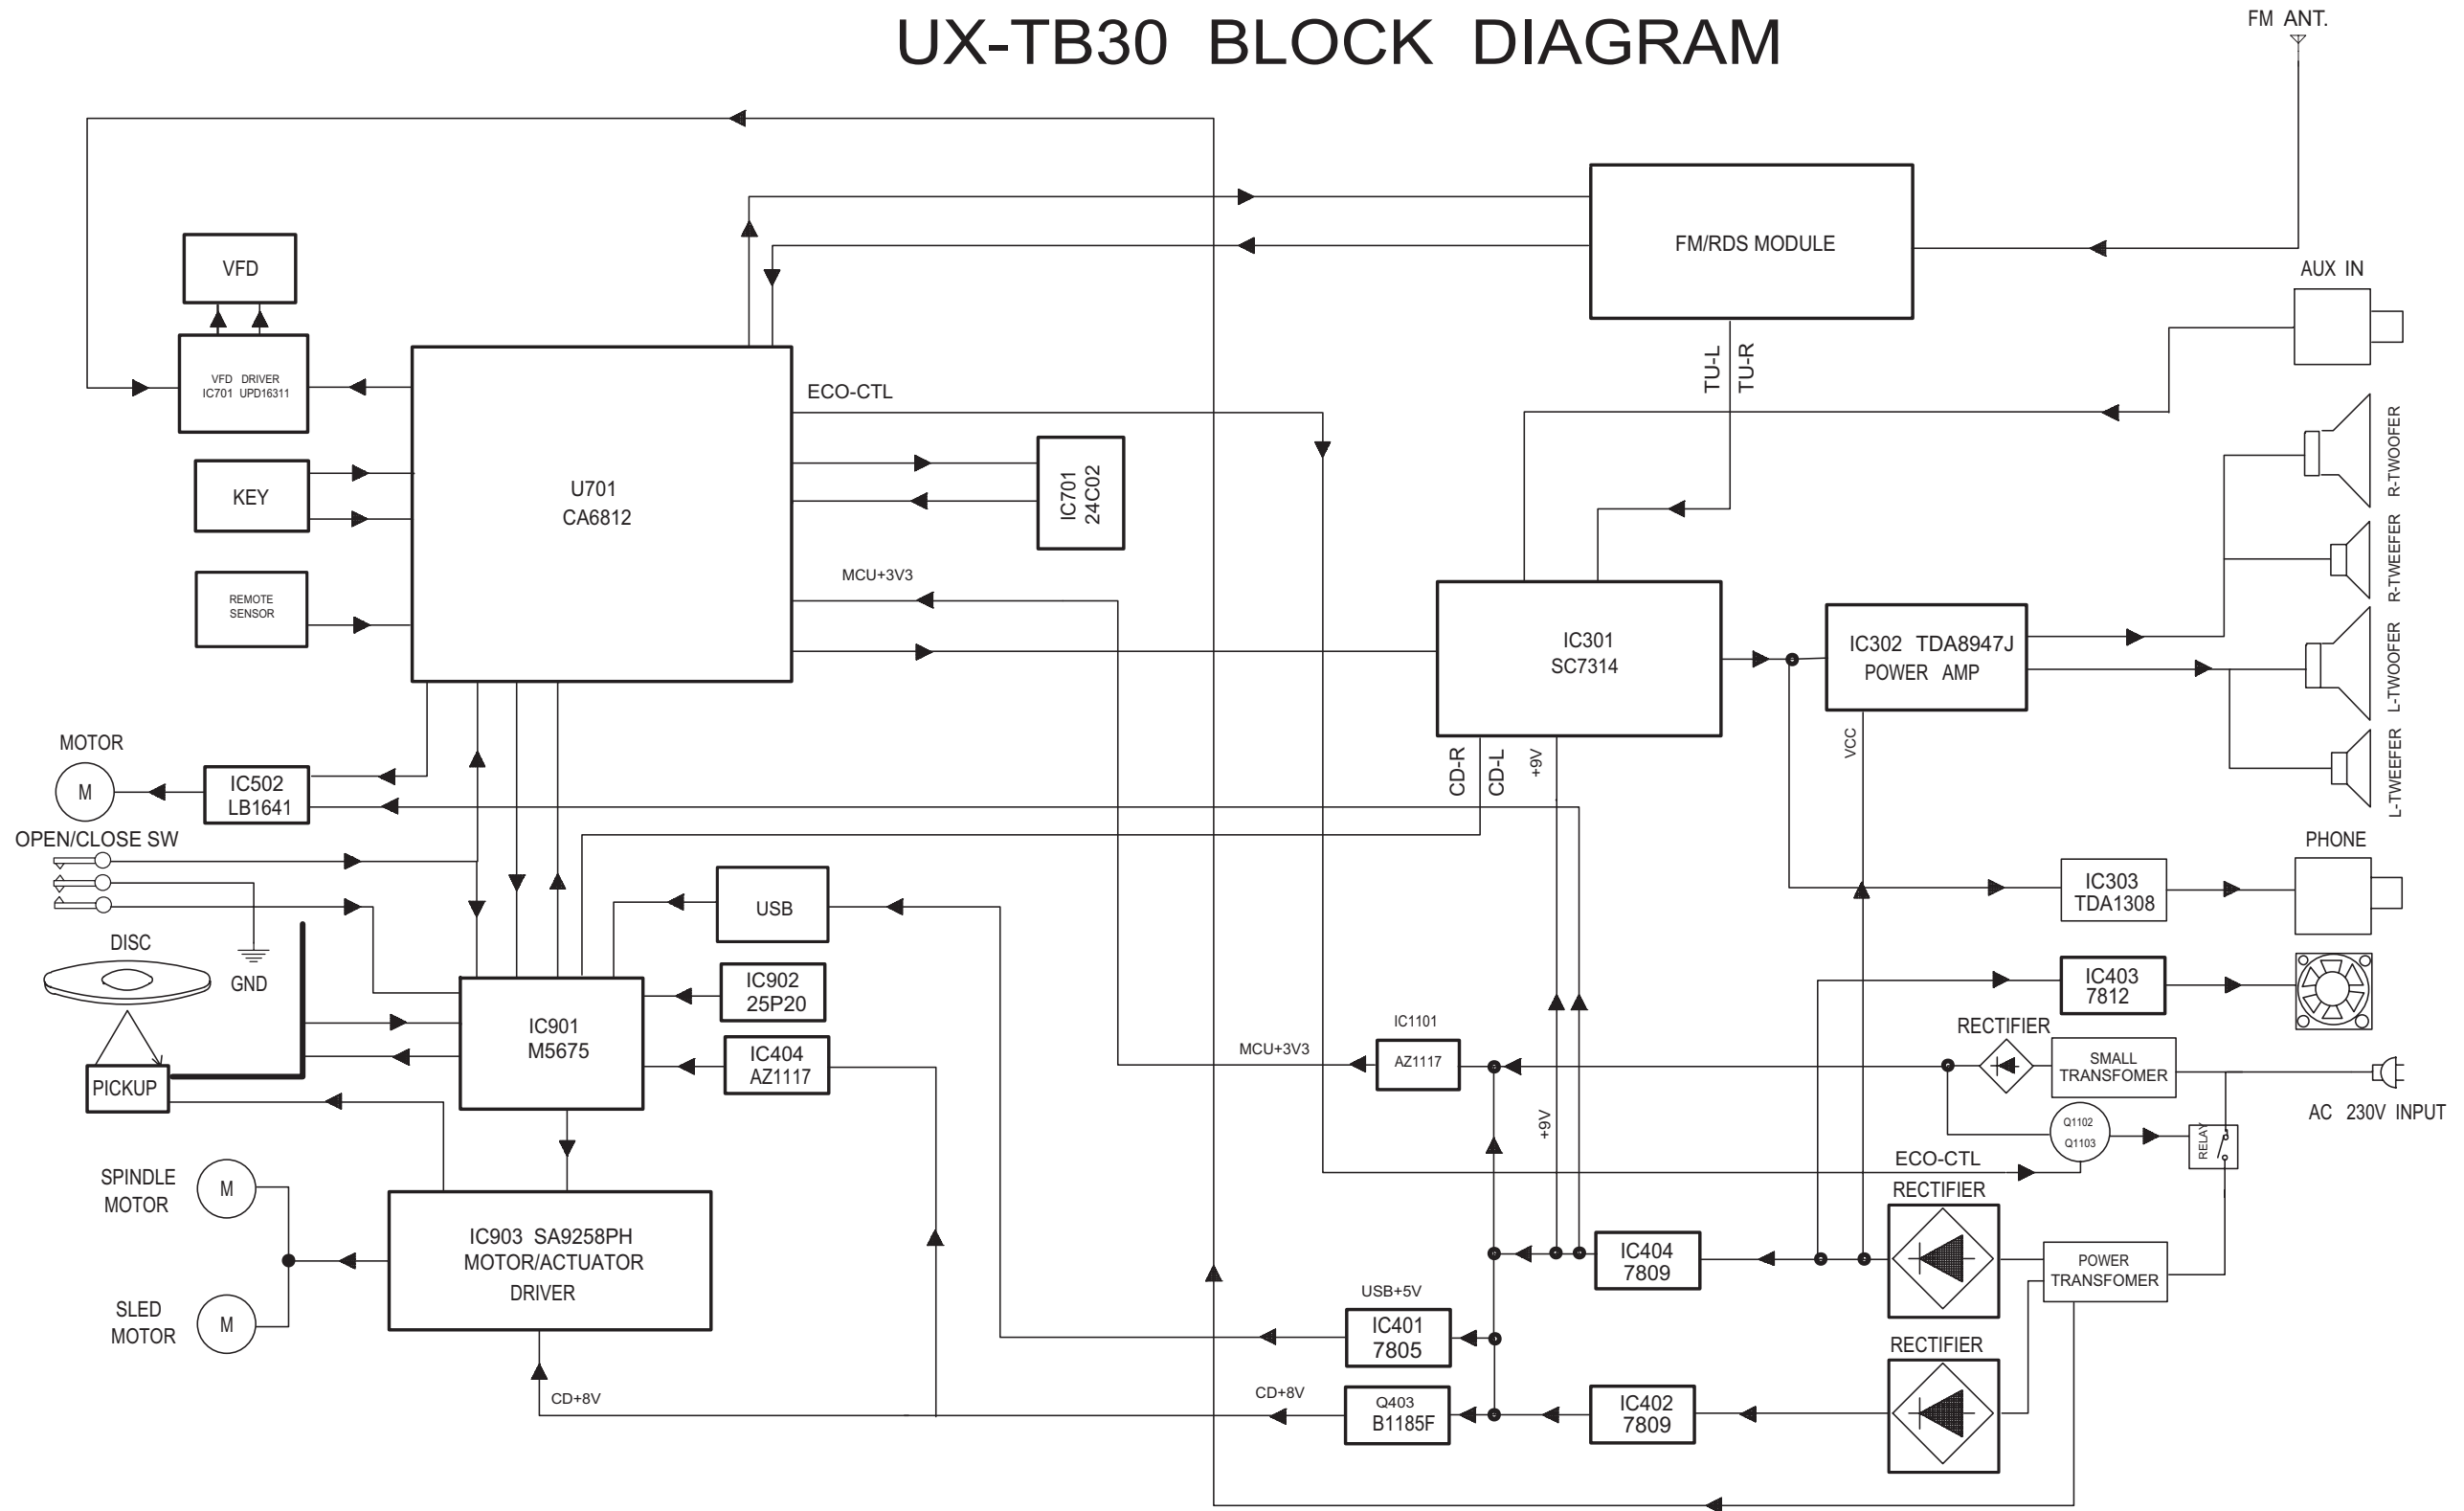 UX-TB30 BLOCK DIAGRAM
FM ANT.
FM/RDS MODULE
AUX IN
VFD
VFD DRIVER
IC701 UPD16311
ECO-CTL
TU-L
TU-R
KEY
U701
CA6812
IC701
24C02
R-TWOOFER
R-TWEEFER
REMOTE
SENSOR
MCU+3V3
IC301
SC7314
IC302 TDA8947J
POWER AMP
L-TWOOFER
L-TWEEFER
MOTOR
M
IC502
LB1641
CD-R
CD-L
+9V
VCC
OPEN/CLOSE SW
PHONE
USB
IC303
TDA1308
DISC
GND
IC902
25P20
IC403
7812
IC901
M5675
IC404
AZ1117
IC1101
AZ1117
MCU+3V3
RECTIFIER
SMALL
TRANSFOMER
PICKUP
AC 230V INPUT
Q1102
Q1103
RELAY
+9V
ECO-CTL
SPINDLE
MOTOR
M
RECTIFIER
IC903 SA9258PH
MOTOR/ACTUATOR
DRIVER
IC404
7809
POWER
TRANSFOMER
SLED
MOTOR
M
USB+5V
IC401
7805
RECTIFIER
CD+8V
CD+8V
Q403
B1185F
IC402
7809